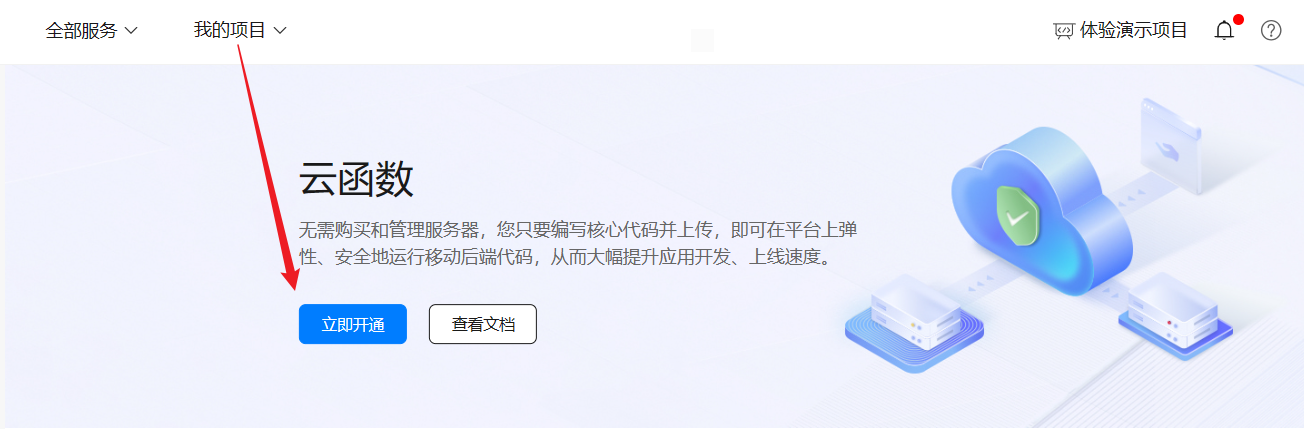 全部服务
我的项目
体验演示项目
云函数
无需购买和管理服务器，您只要编写核心代码并上传，即可在平台上弹
性、安全地运行移动后端代码，从而大幅提升应用开发、上线速度。
立即开通
查看文档